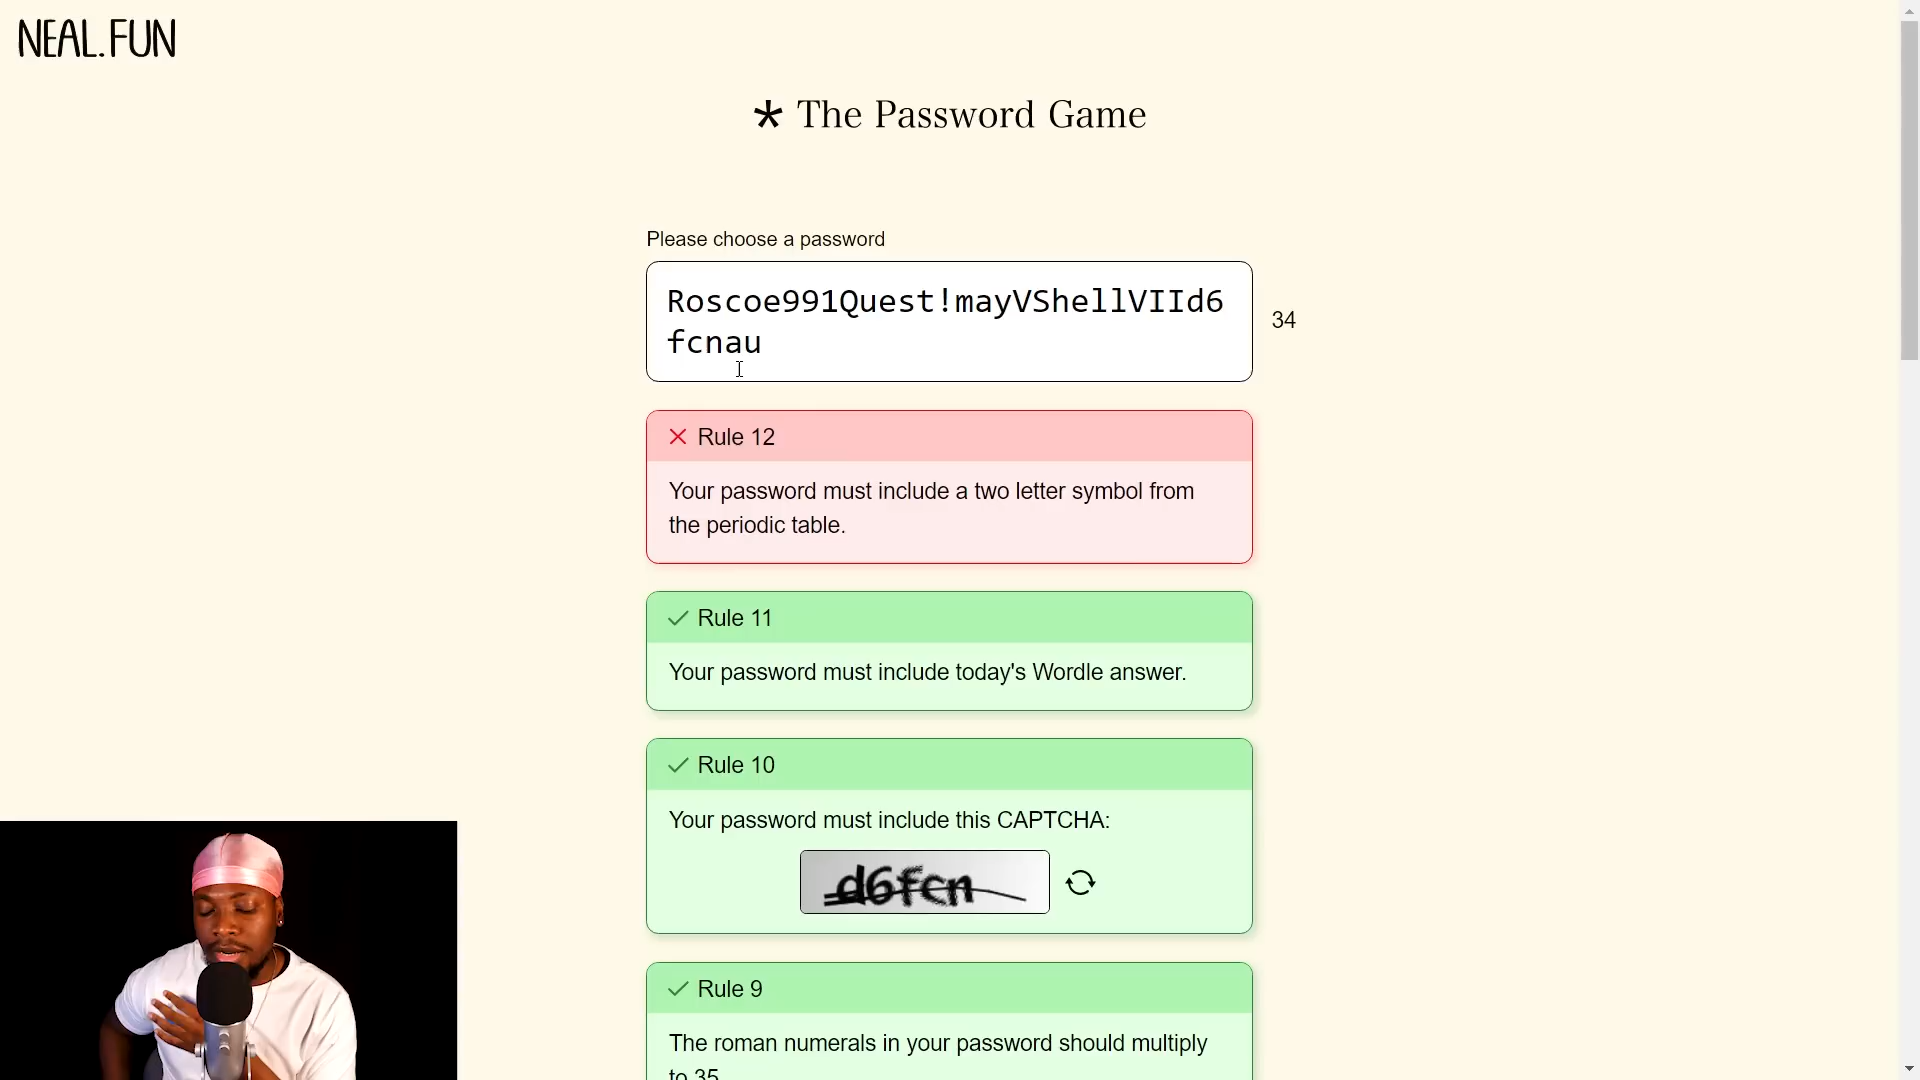 NEAL.FUN
* The Password Game
Please choose a password
Roscoe991Quest!mayVShellVIId6
fcnau
34
Rule 12
Your password must include a two letter symbol from
the periodic table.
Rule 11
Your password must include today's Wordle answer.
Rule 10
Your password must include this CAPTCHA:
d6fcn
Rule 9
The roman numerals in your password should multiply
to 35.